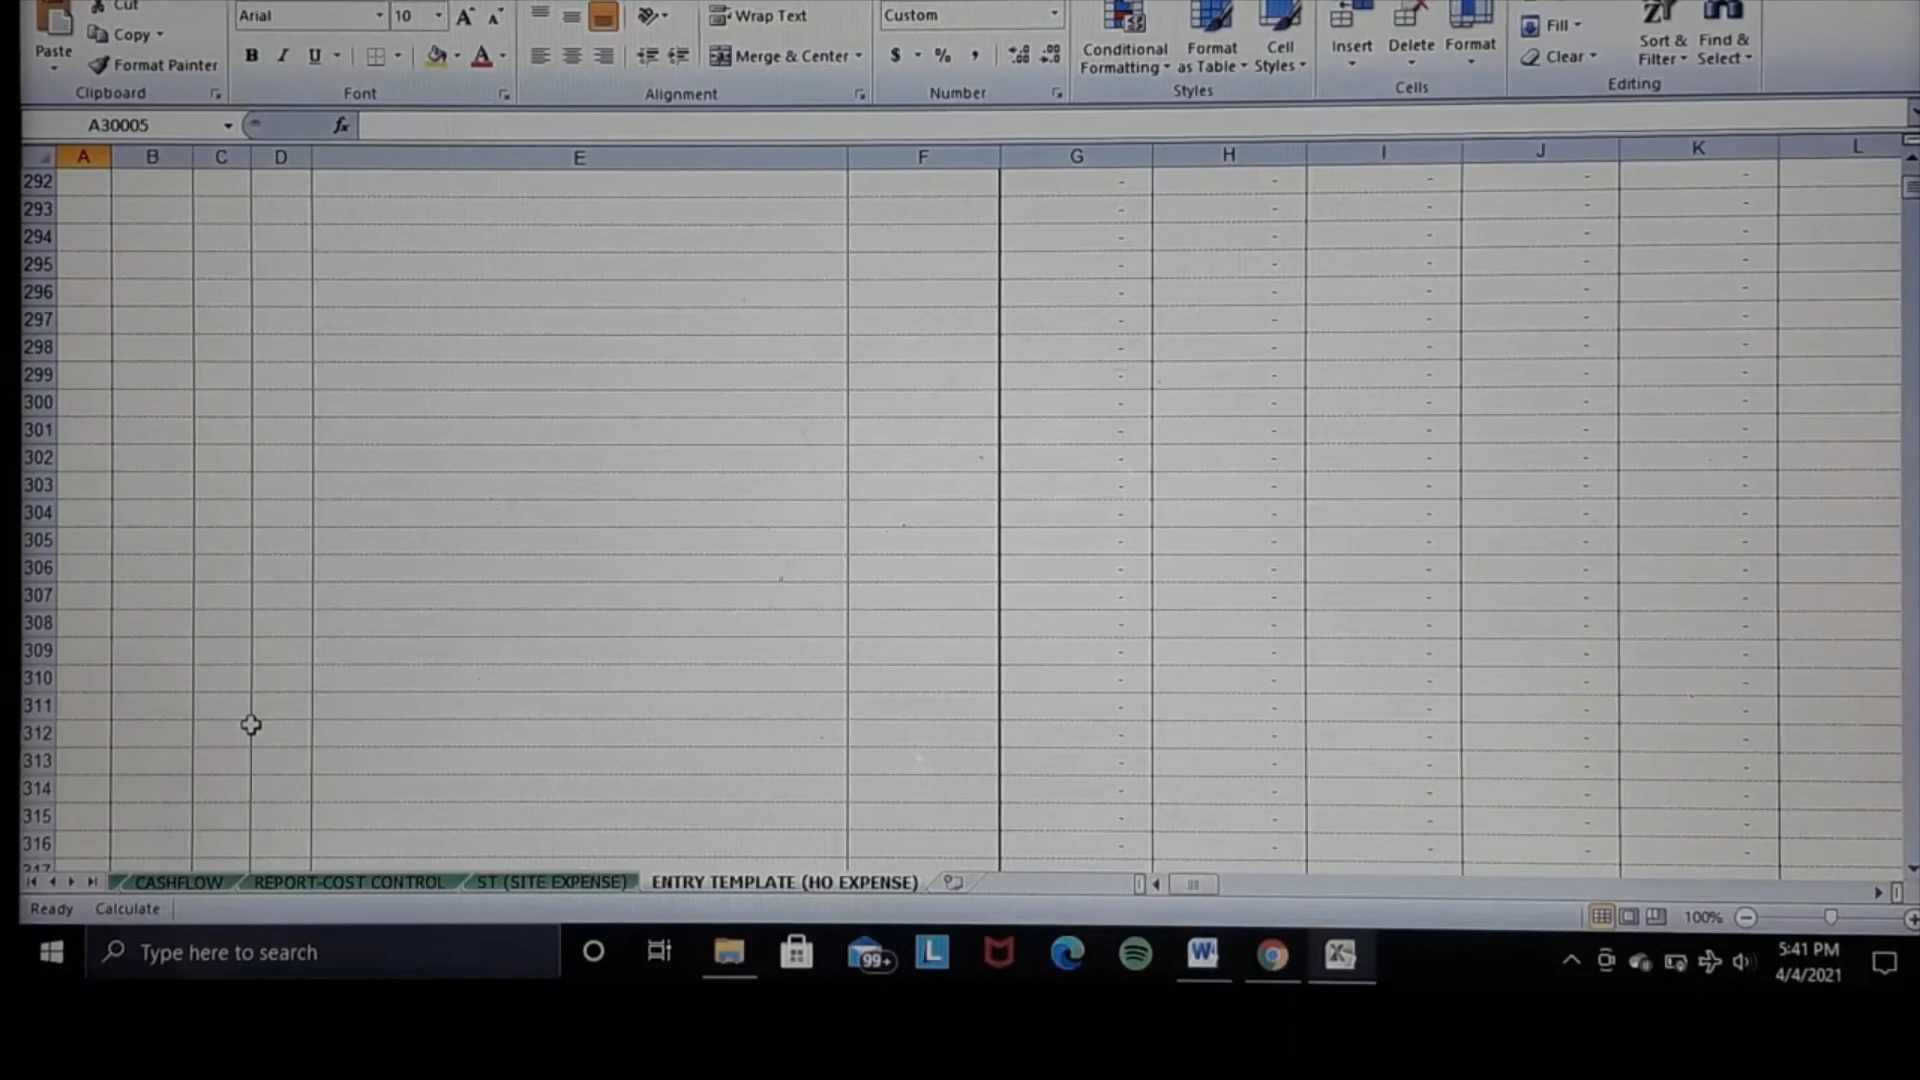 Cut
Copy
Format Painter
Paste
Clipboard
Arial
10
B I U
Font
Wrap Text
Merge & Center
Alignment
Custom
$ % ,
Number
Conditional Formatting
Format as Table
Cell Styles
Styles
Insert
Delete
Format
Cells
Fill
Clear
Sort & Filter
Find & Select
Editing
A30005
fx
A B C D E F G H I J K L
292 - - - - -
293 - - - - -
294 - - - - -
295 - - - - -
296 - - - - -
297 - - - - -
298 - - - - -
299 - - - - -
300 - - - - -
301 - - - - -
302 - - - - -
303 - - - - -
304 - - - - -
305 - - - - -
306 - - - - -
307 - - - - -
308 - - - - -
309 - - - - -
310 - - - - -
311 - - - - -
312 - - - - -
313 - - - - -
314 - - - - -
315 - - - - -
316 - - - - -
317
CASHFLOW
REPORT-COST CONTROL
ST (SITE EXPENSE)
ENTRY TEMPLATE (HO EXPENSE)
Ready
Calculate
100%
Type here to search
99+
L
W
X
5:41 PM
4/4/2021